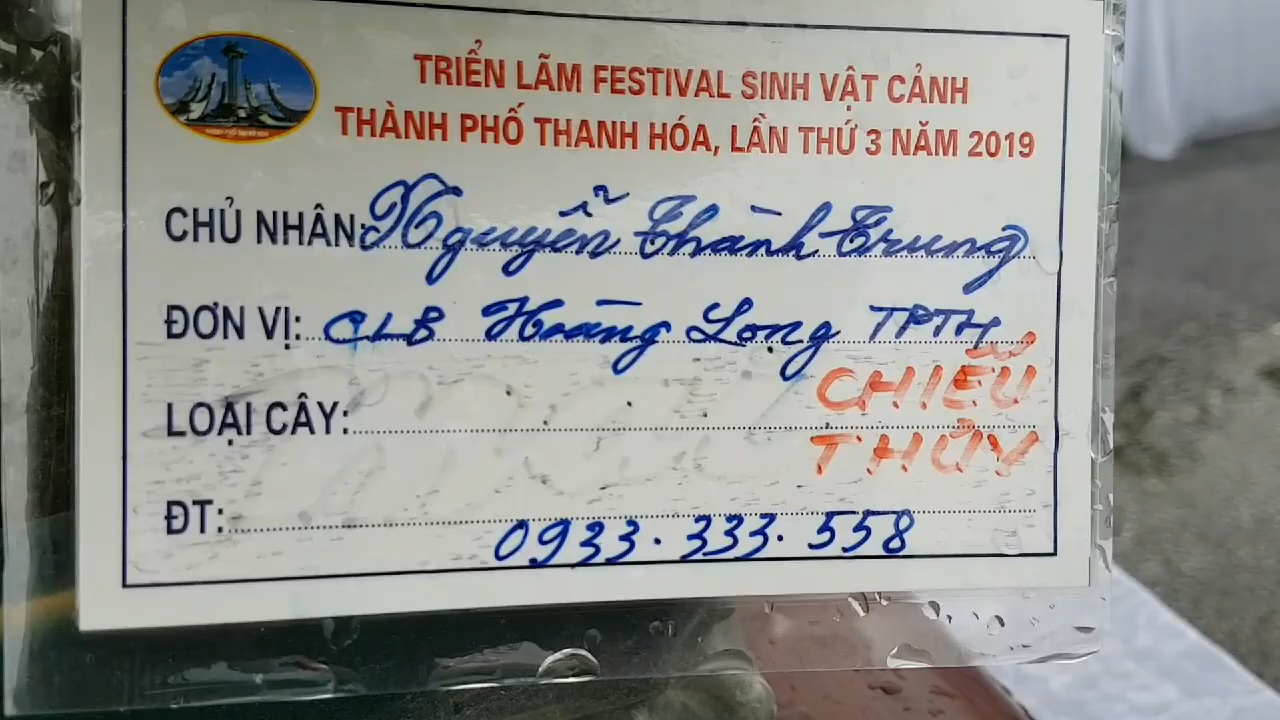 TRIỂN LÃM FESTIVAL SINH VẬT CẢNH
THÀNH PHỐ THANH HÓA, LẦN THỨ 3 NĂM 2019
CHỦ NHÂN: Nguyễn Thành Trung
ĐƠN VỊ: CLB Hoàng Long TPTH
LOẠI CÂY: CHIẾU
THỦY
ĐT: 0933.333.558